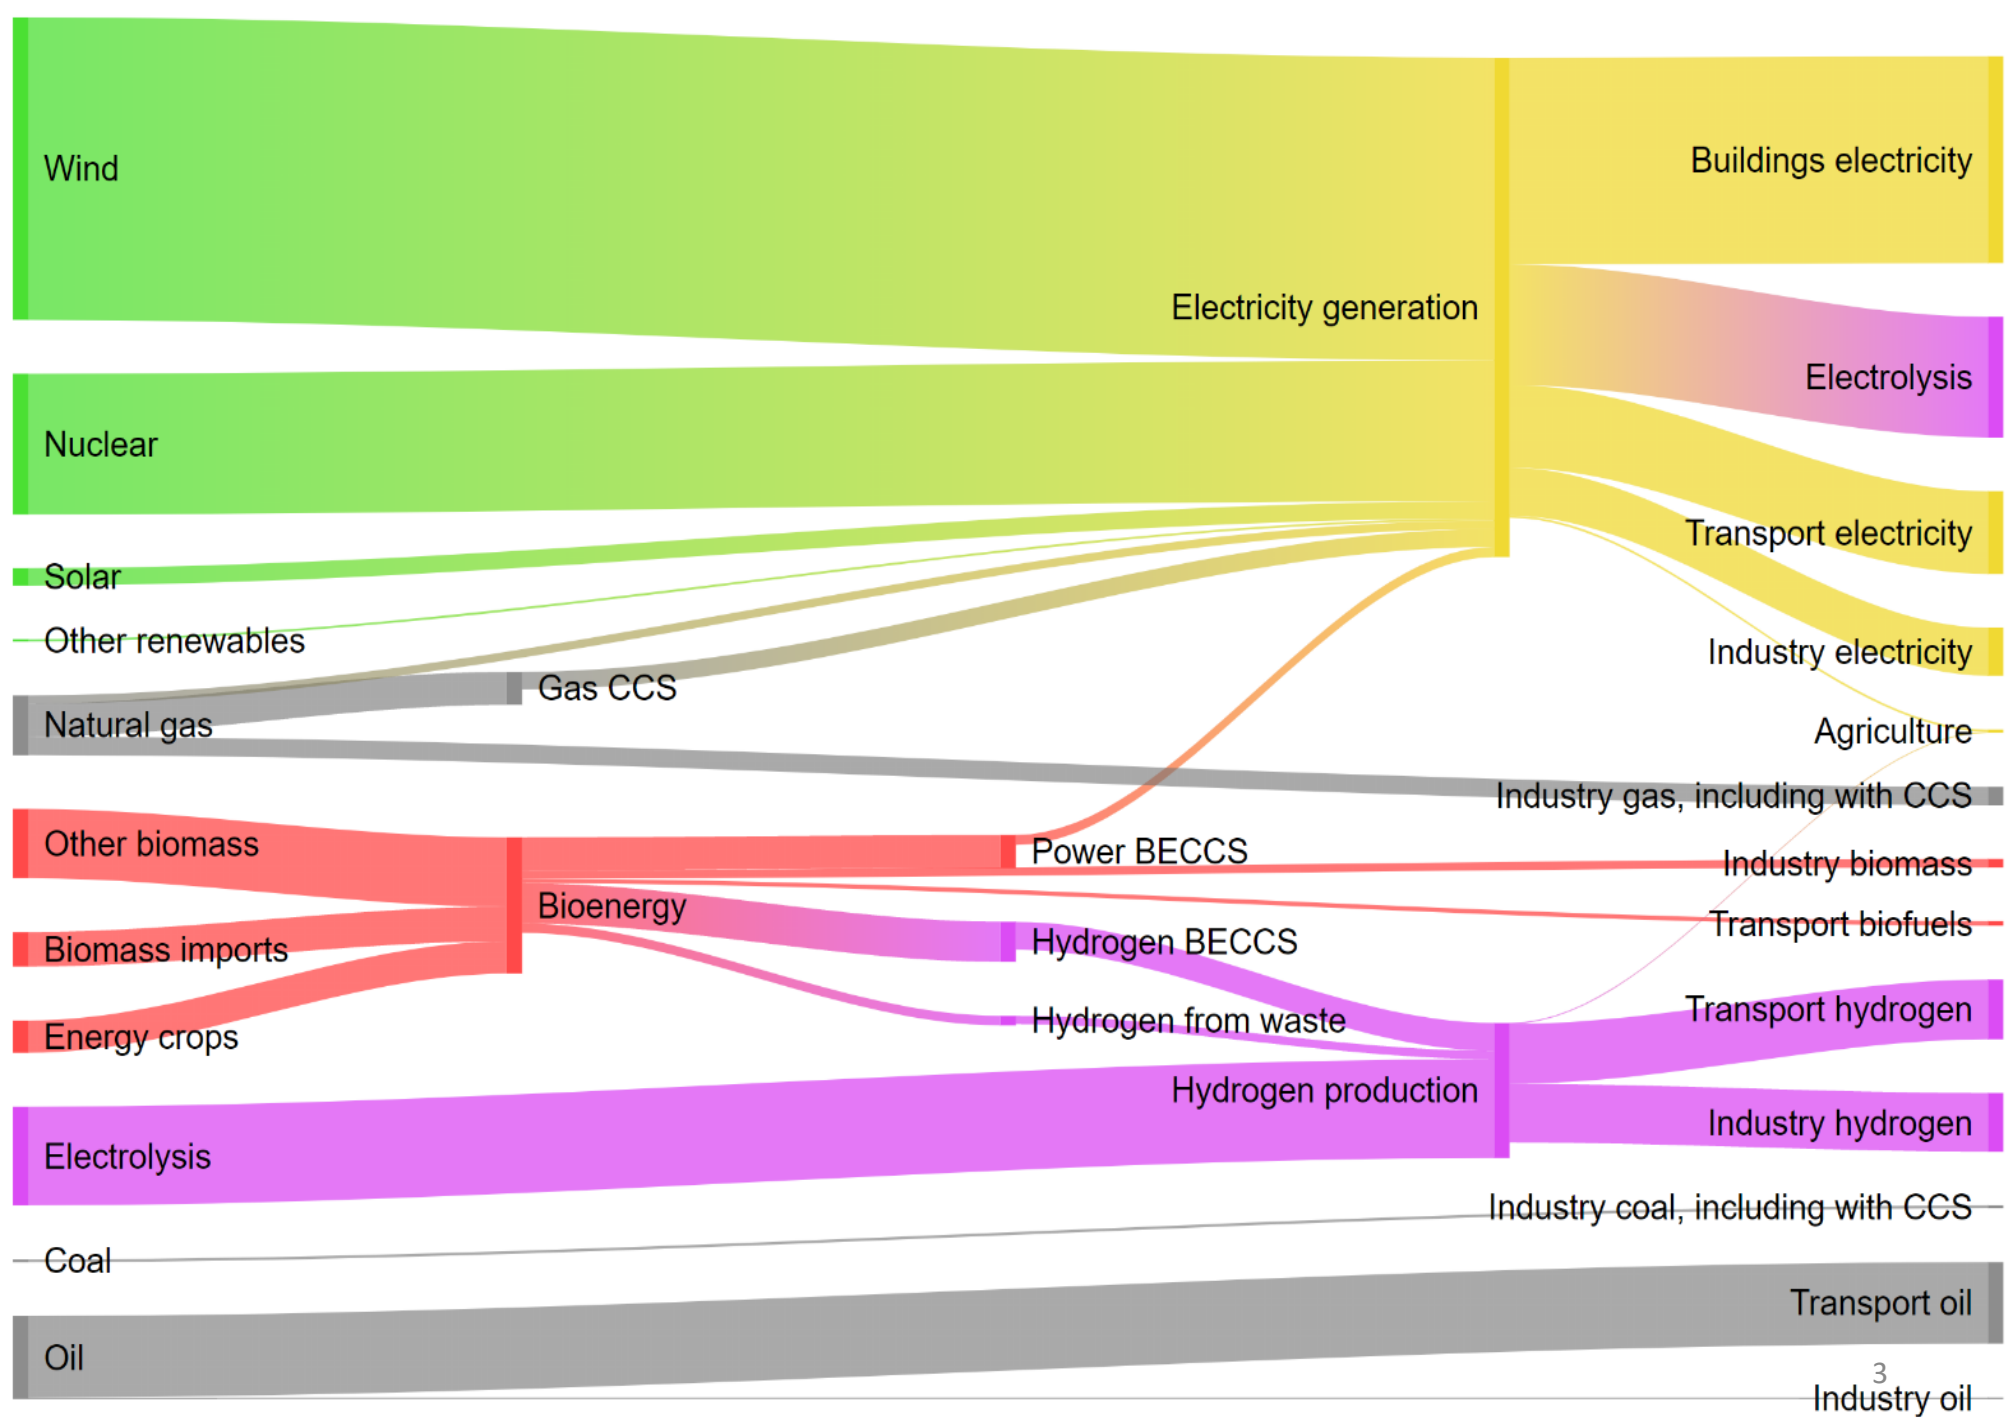 Wind
Buildings electricity
Electricity generation
Electrolysis
Nuclear
Transport electricity
Solar
Other renewables
Industry electricity
Gas CCS
Natural gas
Agriculture
Industry gas, including with CCS
Other biomass
Power BECCS
Industry biomass
Bioenergy
Transport biofuels
Biomass imports
Hydrogen BECCS
Transport hydrogen
Hydrogen from waste
Energy crops
Hydrogen production
Industry hydrogen
Electrolysis
Industry coal, including with CCS
Coal
Transport oil
Oil
3
Industry oil